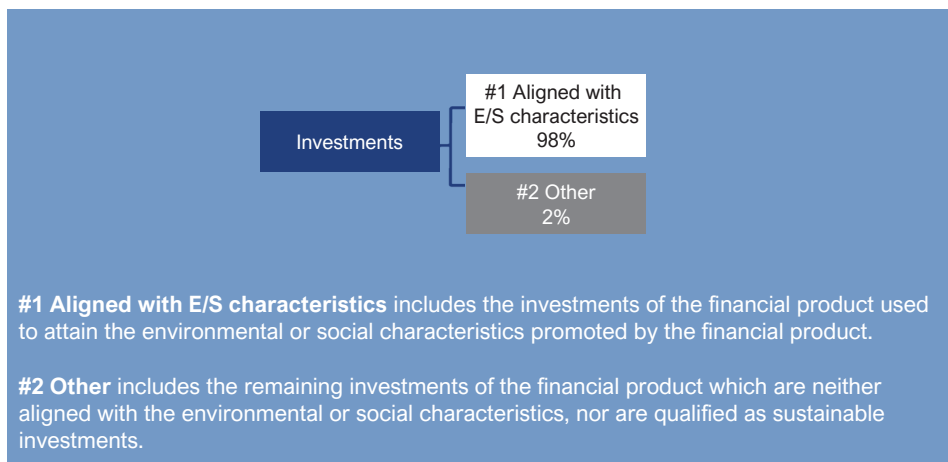 #1 Aligned with
E/S characteristics
98%
Investments
#2 Other
2%
#1 Aligned with E/S characteristics includes the investments of the financial product used
to attain the environmental or social characteristics promoted by the financial product.
#2 Other includes the remaining investments of the financial product which are neither
aligned with the environmental or social characteristics, nor are qualified as sustainable
investments.